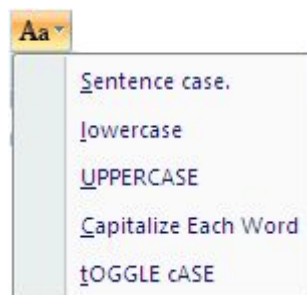 Aa
Sentence case.
lowercase
UPPERCASE
Capitalize Each Word
tOGGLE cASE